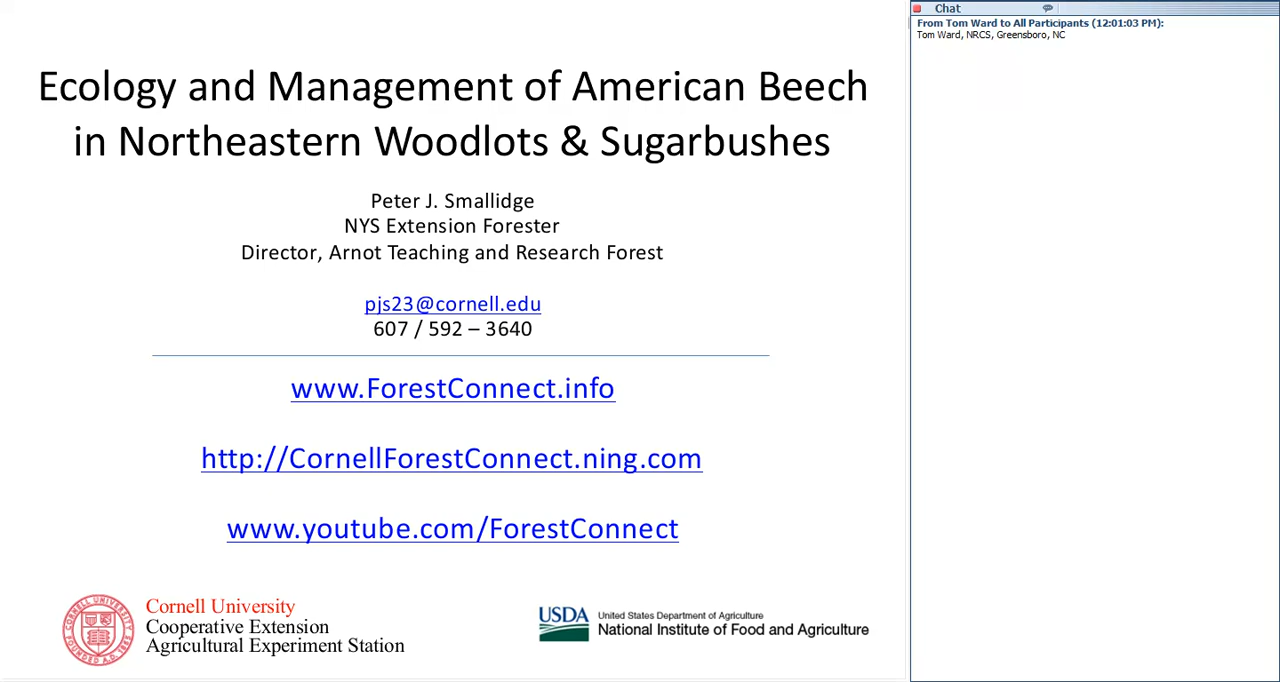 Ecology and Management of American Beech
in Northeastern Woodlots & Sugarbushes
Peter J. Smallidge
NYS Extension Forester
Director, Arnot Teaching and Research Forest
pjs23@cornell.edu
607 / 592 – 3640
www.ForestConnect.info
http://CornellForestConnect.ning.com
www.youtube.com/ForestConnect
Cornell University
Cooperative Extension
Agricultural Experiment Station
USDA
United States Department of Agriculture
National Institute of Food and Agriculture
Chat
From Tom Ward to All Participants (12:01:03 PM):
Tom Ward, NRCS, Greensboro, NC